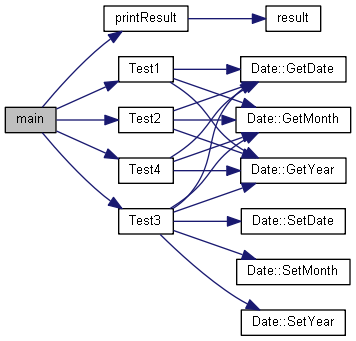 printResult
result
Test1
Date::GetDate
main
Test2
Date::GetMonth
Test4
Date::GetYear
Test3
Date::SetDate
Date::SetMonth
Date::SetYear